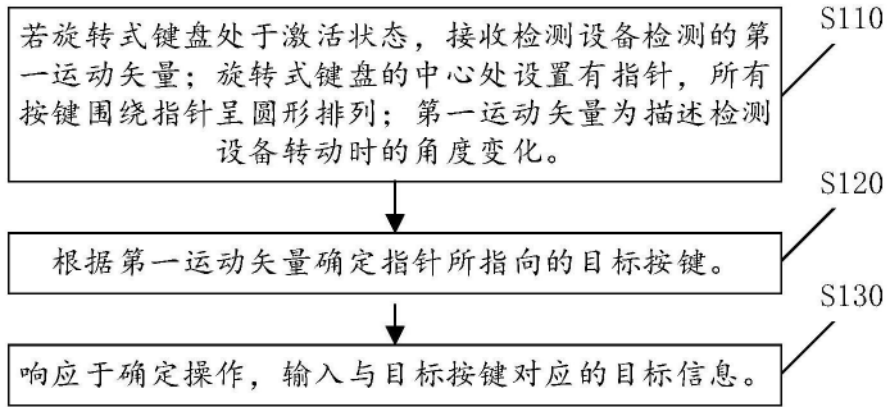 若旋转式键盘处于激活状态，接收检测设备检测的第
一运动矢量；旋转式键盘的中心处设置有指针，所有
按键围绕指针呈圆形排列；第一运动矢量为描述检测
设备转动时的角度变化。
S110
根据第一运动矢量确定指针所指向的目标按键。
S120
响应于确定操作，输入与目标按键对应的目标信息。
S130